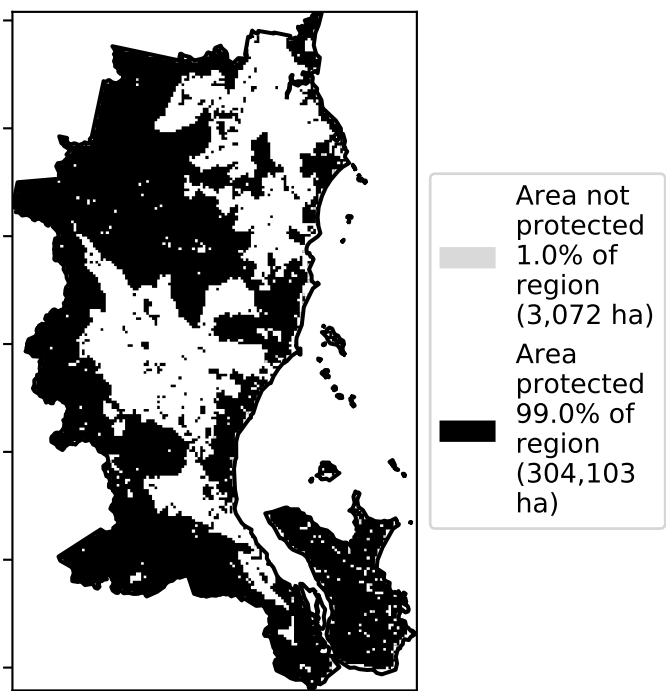 Area not
protected
1.0% of
region
(3,072 ha)
Area
protected
99.0% of
region
(304,103
ha)